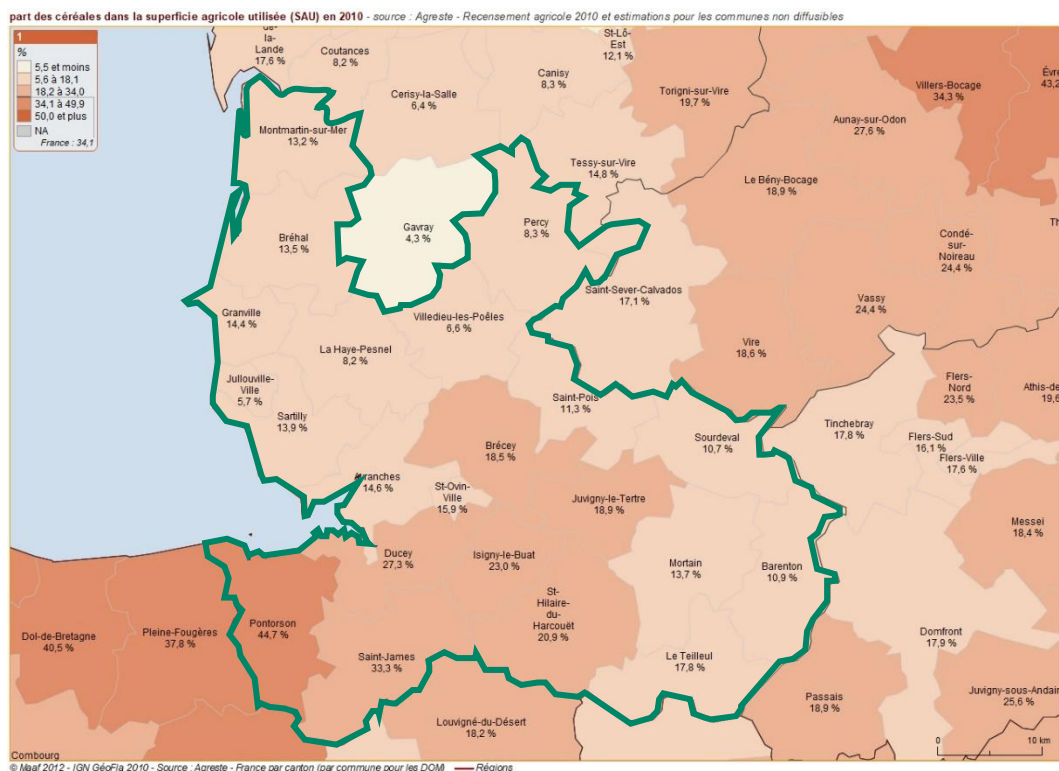 part des céréales dans la superficie agricole utilisée (SAU) en 2010 - source : Agreste - Recensement agricole 2010 et estimations pour les communes non diffusibles
1
%
5,5 et moins
5,6 à 18,1
18,2 à 34,0
34,1 à 49,9
50,0 et plus
NA
France : 34,1
de-
la-
Lande
17,6 %
Coutances
8,2 %
St-Lô-
Est
12,1 %
Canisy
8,3 %
Cerisy-la-Salle
6,4 %
Torigni-sur-Vire
19,7 %
Villers-Bocage
34,3 %
Évre
43,2
Aunay-sur-Odon
27,6 %
Montmartin-sur-Mer
13,2 %
Tessy-sur-Vire
14,8 %
Le Bény-Bocage
18,9 %
Gavray
4,3 %
Percy
8,3 %
Bréhal
13,5 %
Condé-
sur-
Noireau
24,4 %
Th
Saint-Sever-Calvados
17,1 %
Vassy
24,4 %
Granville
14,4 %
Villedieu-les-Poêles
6,6 %
Vire
18,6 %
La Haye-Pesnel
8,2 %
Jullouville-
Ville
5,7 %
Sartilly
13,9 %
Saint-Pois
11,3 %
Flers-
Nord
23,5 %
Athis-de
19,6
Tinchebray
17,8 %
Flers-Sud
16,1 %
Flers-Ville
17,6 %
Brécey
18,5 %
Sourdeval
10,7 %
Avranches
14,6 %
St-Ovin-
Ville
15,9 %
Juvigny-le-Tertre
18,9 %
Messei
18,4 %
Ducey
27,3 %
Isigny-le-Buat
23,0 %
Mortain
13,7 %
Barenton
10,9 %
St-
Hilaire-
du-
Harcouët
20,9 %
Dol-de-Bretagne
40,5 %
Pleine-Fougères
37,8 %
Pontorson
44,7 %
Saint-James
33,3 %
Le Teilleul
17,8 %
Domfront
17,9 %
Passais
18,9 %
Juvigny-sous-Andain
25,6 %
Louvigné-du-Désert
18,2 %
Combourg
0 10 km
© Maaf 2012 - IGN GéoFla 2010 - Source : Agreste - France par canton (par commune pour les DOM) Régions